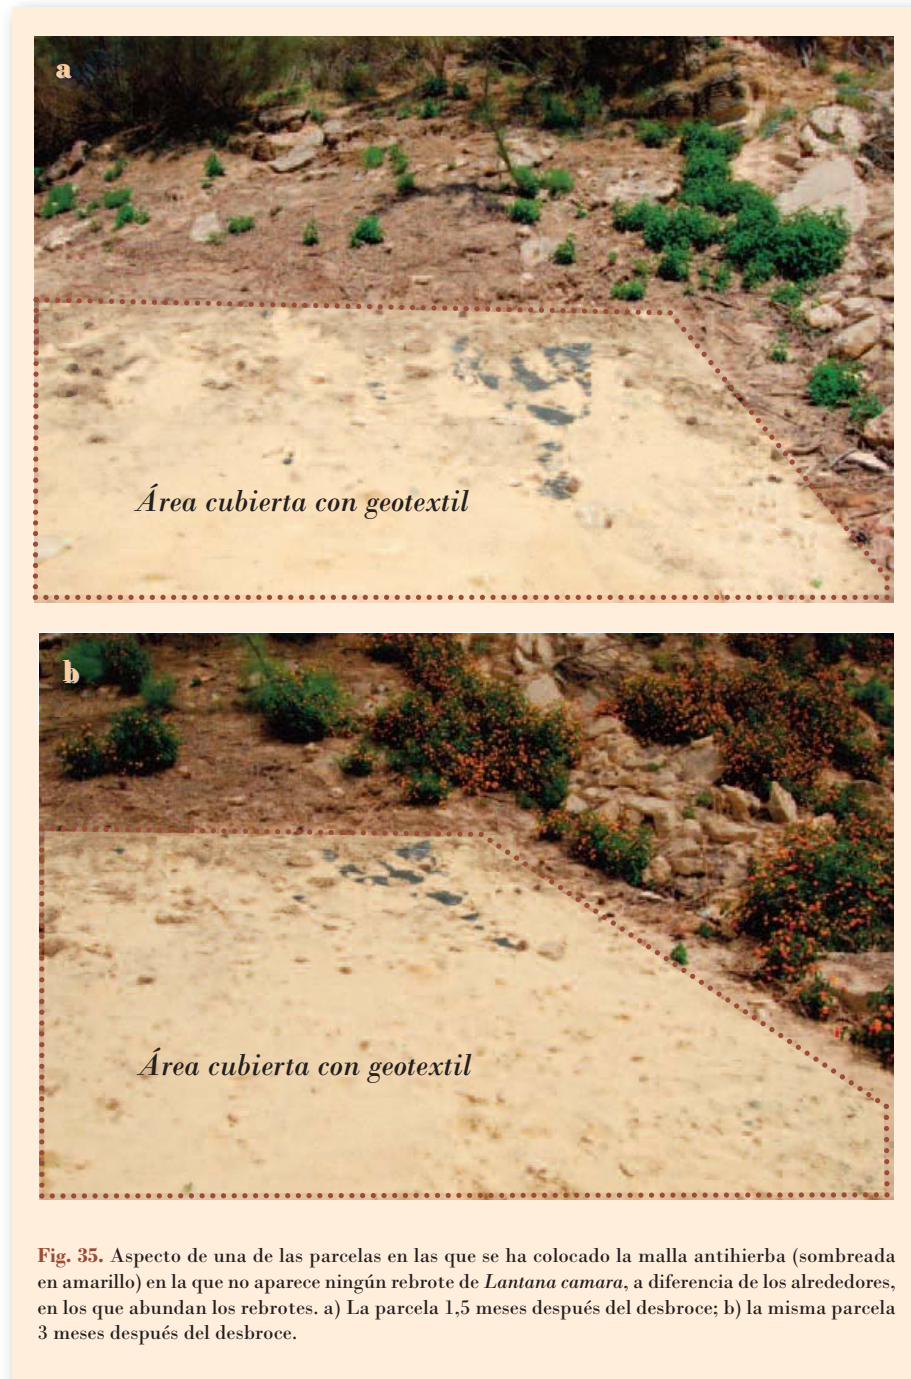 a
Área cubierta con geotextil
b
Área cubierta con geotextil
Fig. 35. Aspecto de una de las parcelas en las que se ha colocado la malla antihierba (sombreada
en amarillo) en la que no aparece ningún rebrote de Lantana camara, a diferencia de los alrededores,
en los que abundan los rebrotes. a) La parcela 1,5 meses después del desbroce; b) la misma parcela
3 meses después del desbroce.